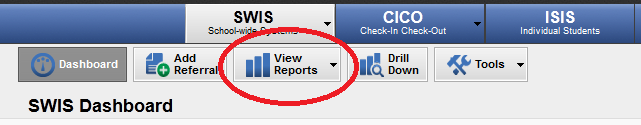 SWIS
School-wide Systems
CICO
Check-In Check-Out
ISIS
Individual Students
Dashboard
Add
Referral
View
Reports
Drill
Down
Tools
SWIS Dashboard